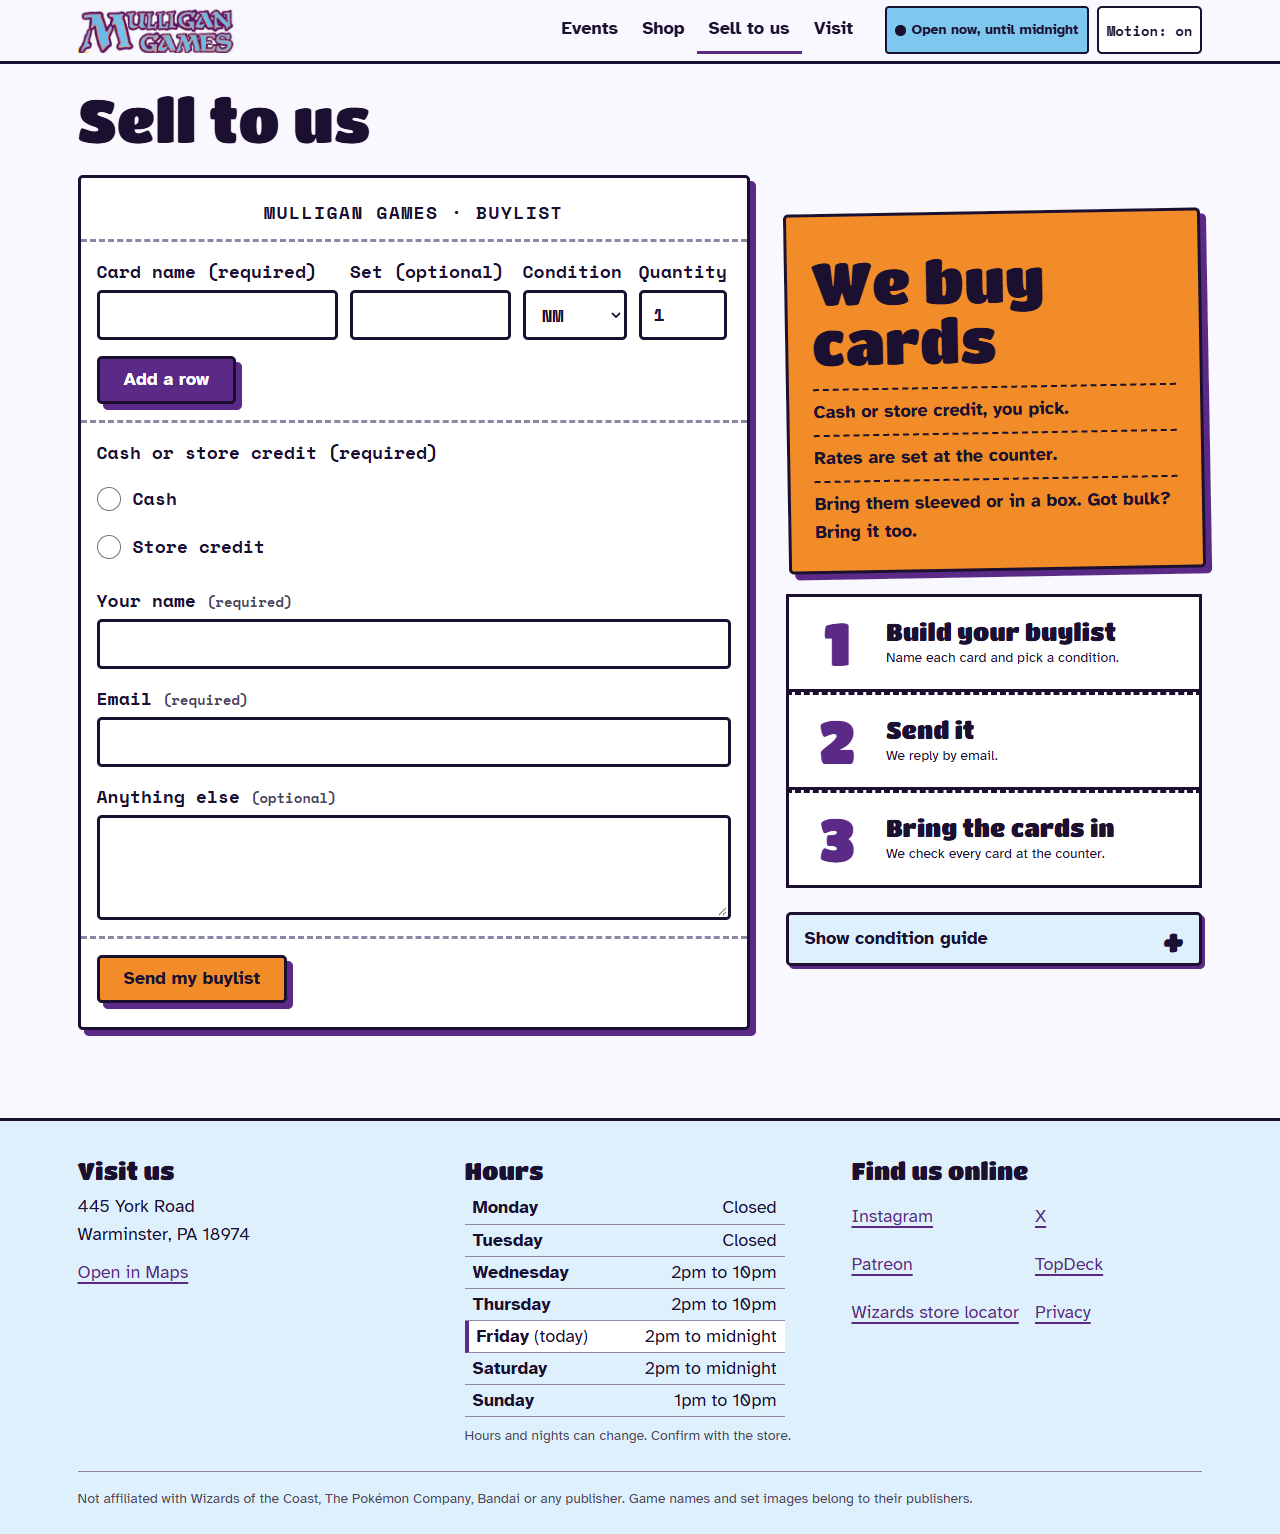 MULLIGAN GAMES
Events
Shop
Sell to us
Visit
Open now, until midnight
Motion: on
Sell to us
MULLIGAN GAMES · BUYLIST
Card name (required)
Set (optional)
Condition
Quantity
NM
1
Add a row
Cash or store credit (required)
Cash
Store credit
Your name (required)
Email (required)
Anything else (optional)
Send my buylist
We buy
cards
Cash or store credit, you pick.
Rates are set at the counter.
Bring them sleeved or in a box. Got bulk?
Bring it too.
1
Build your buylist
Name each card and pick a condition.
2
Send it
We reply by email.
3
Bring the cards in
We check every card at the counter.
Show condition guide
Visit us
445 York Road
Warminster, PA 18974
Open in Maps
Hours
Monday Closed
Tuesday Closed
Wednesday 2pm to 10pm
Thursday 2pm to 10pm
Friday (today) 2pm to midnight
Saturday 2pm to midnight
Sunday 1pm to 10pm
Hours and nights can change. Confirm with the store.
Find us online
Instagram
X
Patreon
TopDeck
Wizards store locator
Privacy
Not affiliated with Wizards of the Coast, The Pokémon Company, Bandai or any publisher. Game names and set images belong to their publishers.